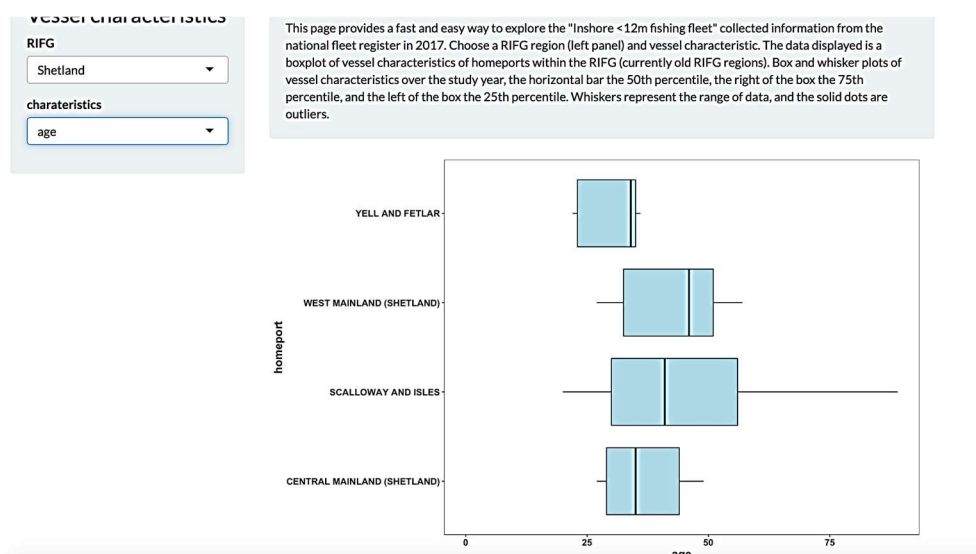 Vessel characteristics
RIFG
Shetland
charateristics
age
This page provides a fast and easy way to explore the "Inshore <12m fishing fleet" collected information from the
national fleet register in 2017. Choose a RIFG region (left panel) and vessel characteristic. The data displayed is a
boxplot of vessel characteristics of homeports within the RIFG (currently old RIFG regions). Box and whisker plots of
vessel characteristics over the study year, the horizontal bar the 50th percentile, the right of the box the 75th
percentile, and the left of the box the 25th percentile. Whiskers represent the range of data, and the solid dots are
outliers.
YELL AND FETLAR
WEST MAINLAND (SHETLAND)
SCALLOWAY AND ISLES
CENTRAL MAINLAND (SHETLAND)
homeport
0 25 50 75
age